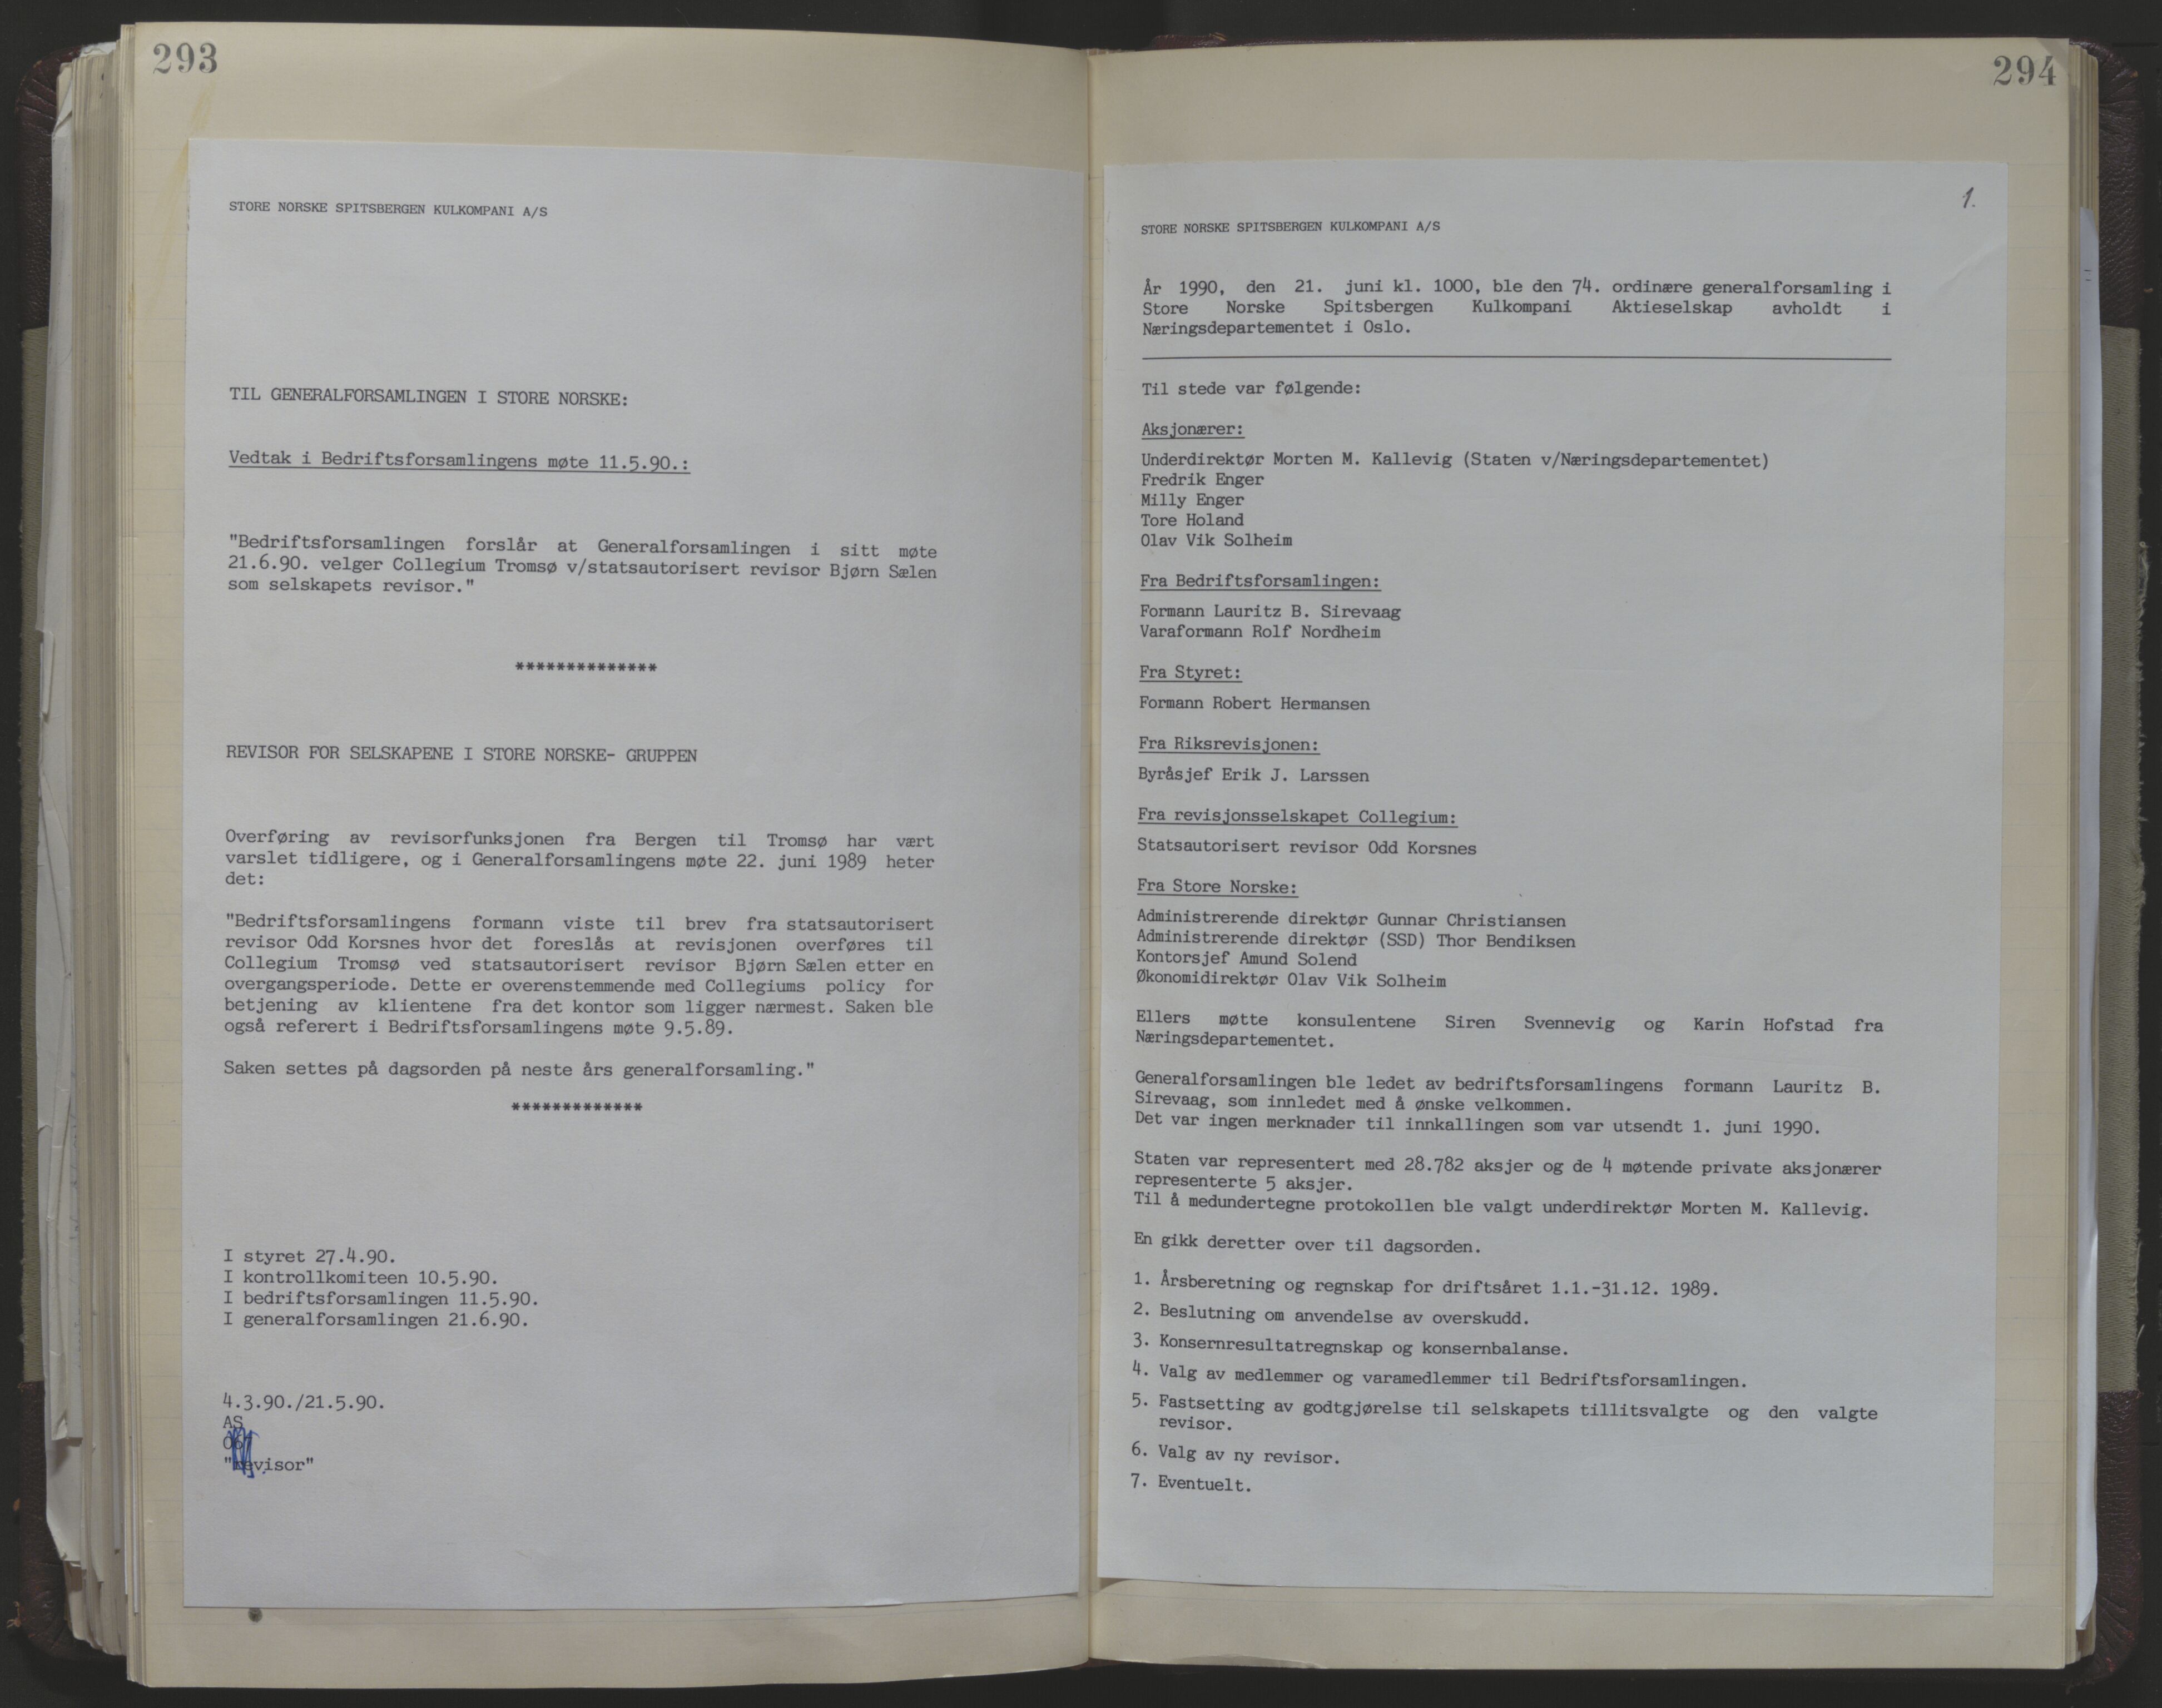 293
STORE NORSKE SPITSBERGEN KULKOMPANI A/S
TIL GENERALFORSAMLINGEN I STORE NORSKE:
Vedtak i Bedriftsforsamlingens møte 11.5.90.:
"Bedriftsforsamlingen forslår at Generalforsamlingen i sitt møte
21.6.90. velger Collegium Tromsø v/statsautorisert revisor Bjørn Sælen
som selskapets revisor."
**************
REVISOR FOR SELSKAPENE I STORE NORSKE- GRUPPEN
Overføring av revisorfunksjonen fra Bergen til Tromsø har vært
varslet tidligere, og i Generalforsamlingens møte 22. juni 1989 heter
det:
"Bedriftsforsamlingens formann viste til brev fra statsautorisert
revisor Odd Korsnes hvor det foreslås at revisjonen overføres til
Collegium Tromsø ved statsautorisert revisor Bjørn Sælen etter en
overgangsperiode. Dette er overenstemmende med Collegiums policy for
betjening av klientene fra det kontor som ligger nærmest. Saken ble
også referert i Bedriftsforsamlingens møte 9.5.89.
Saken settes på dagsorden på neste års generalforsamling."
*************
I styret 27.4.90.
I kontrollkomiteen 10.5.90.
I bedriftsforsamlingen 11.5.90.
I generalforsamlingen 21.6.90.
4.3.90./21.5.90.
AS
"revisor"
294
1.
STORE NORSKE SPITSBERGEN KULKOMPANI A/S
År 1990, den 21. juni kl. 1000, ble den 74. ordinære generalforsamling i
Store Norske Spitsbergen Kulkompani Aktieselskap avholdt i
Næringsdepartementet i Oslo.
Til stede var følgende:
Aksjonærer:
Underdirektør Morten M. Kallevig (Staten v/Næringsdepartementet)
Fredrik Enger
Milly Enger
Tore Holand
Olav Vik Solheim
Fra Bedriftsforsamlingen:
Formann Lauritz B. Sirevaag
Varaformann Rolf Nordheim
Fra Styret:
Formann Robert Hermansen
Fra Riksrevisjonen:
Byråsjef Erik J. Larssen
Fra revisjonsselskapet Collegium:
Statsautorisert revisor Odd Korsnes
Fra Store Norske:
Administrerende direktør Gunnar Christiansen
Administrerende direktør (SSD) Thor Bendiksen
Kontorsjef Amund Solend
Økonomidirektør Olav Vik Solheim
Ellers møtte konsulentene Siren Svennevig og Karin Hofstad fra
Næringsdepartementet.
Generalforsamlingen ble ledet av bedriftsforsamlingens formann Lauritz B.
Sirevaag, som innledet med å ønske velkommen.
Det var ingen merknader til innkallingen som var utsendt 1. juni 1990.
Staten var representert med 28.782 aksjer og de 4 møtende private aksjonærer
representerte 5 aksjer.
Til å medundertegne protokollen ble valgt underdirektør Morten M. Kallevig.
En gikk deretter over til dagsorden.
1. Årsberetning og regnskap for driftsåret 1.1.-31.12. 1989.
2. Beslutning om anvendelse av overskudd.
3. Konsernresultatregnskap og konsernbalanse.
4. Valg av medlemmer og varamedlemmer til Bedriftsforsamlingen.
5. Fastsetting av godtgjørelse til selskapets tillitsvalgte og den valgte
revisor.
6. Valg av ny revisor.
7. Eventuelt.